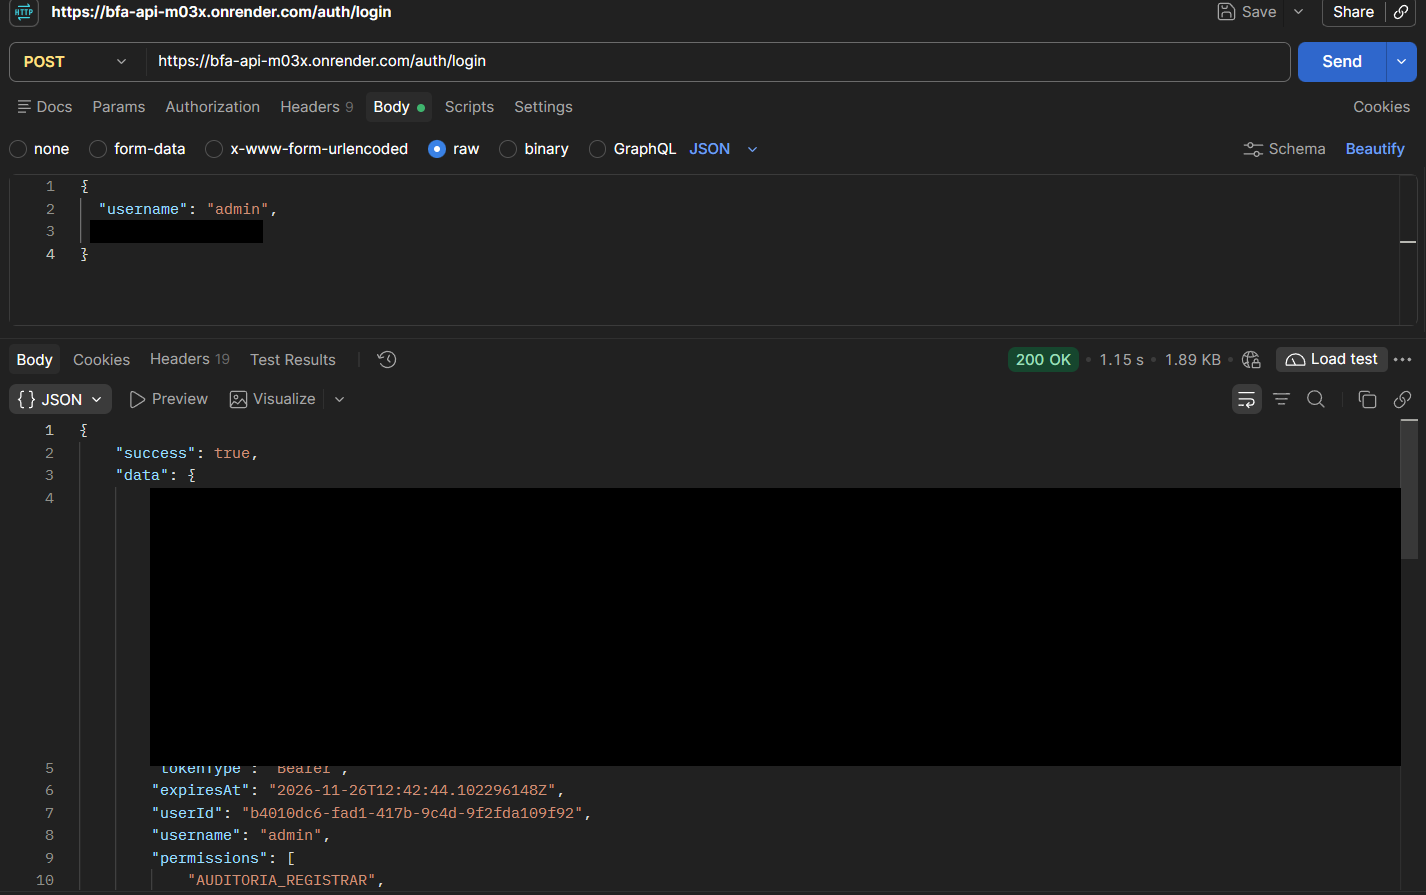 HTTP https://bfa-api-m03x.onrender.com/auth/login Save Share
POST https://bfa-api-m03x.onrender.com/auth/login Send
Docs Params Authorization Headers 9 Body Scripts Settings Cookies
none form-data x-www-form-urlencoded raw binary GraphQL JSON Schema Beautify
1 {
2 "username": "admin",
3
4 }
Body Cookies Headers 19 Test Results 200 OK • 1.15 s • 1.89 KB • Load test
{} JSON Preview Visualize
1 {
2 "success": true,
3 "data": {
4
5 "tokenType": "Bearer",
6 "expiresAt": "2026-11-26T12:42:44.102296148Z",
7 "userId": "b4010dc6-fad1-417b-9c4d-9f2fda109f92",
8 "username": "admin",
9 "permissions": [
10 "AUDITORIA_REGISTRAR",